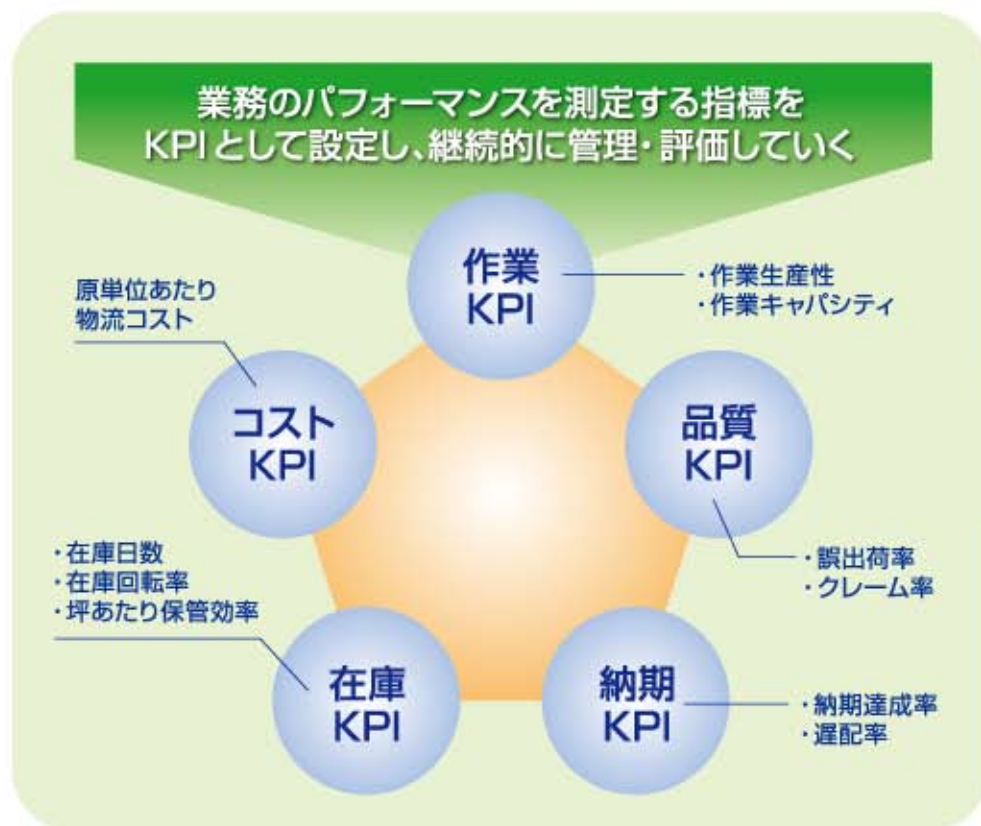 業務のパフォーマンスを測定する指標を
KPIとして設定し、継続的に管理・評価していく
作業
KPI
・作業生産性
・作業キャパシティ
原単位あたり
物流コスト
コスト
KPI
品質
KPI
・誤出荷率
・クレーム率
・在庫日数
・在庫回転率
・坪あたり保管効率
在庫
KPI
納期
KPI
・納期達成率
・遅配率